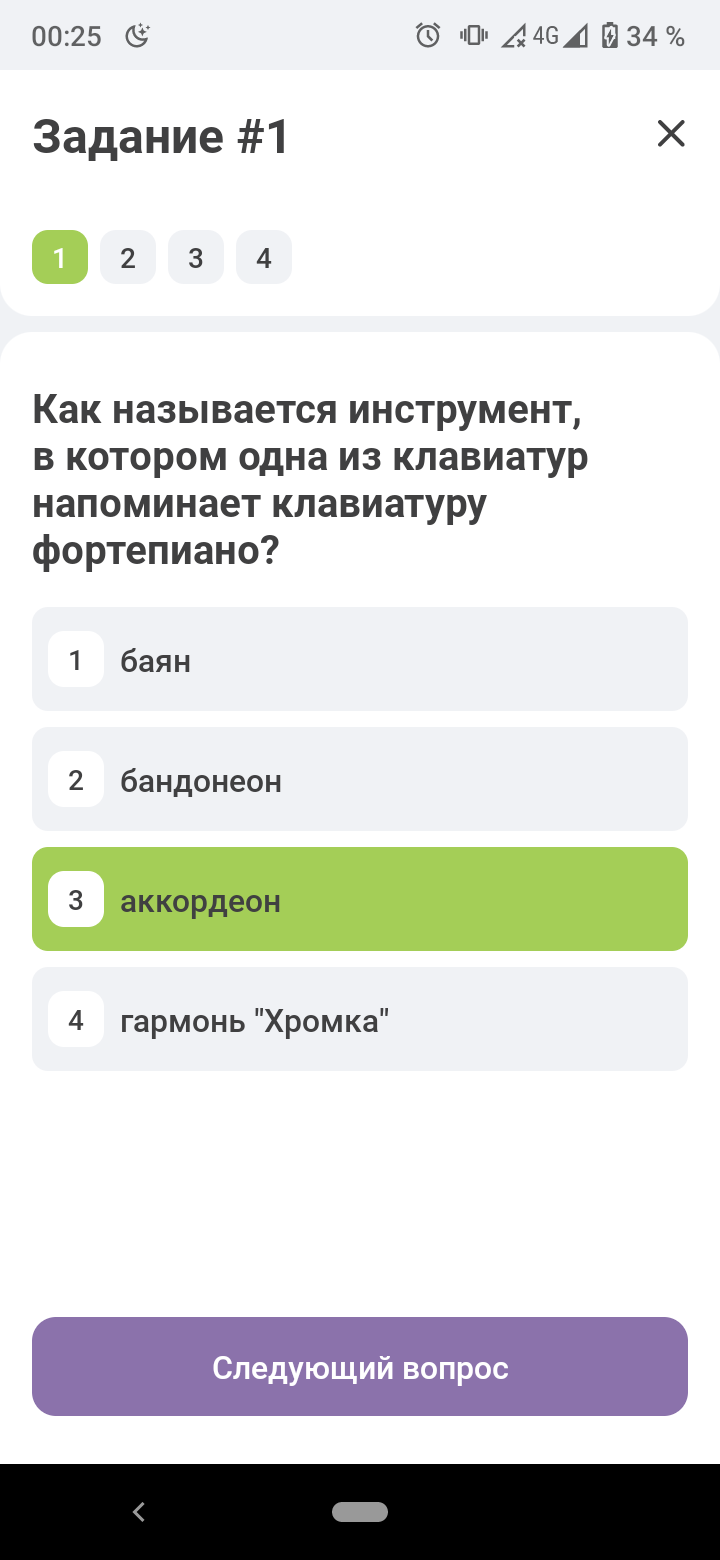 00:25 4G 34 %
Задание #1
1 2 3 4
Как называется инструмент,
в котором одна из клавиатур
напоминает клавиатуру
фортепиано?
1 баян
2 бандонеон
3 аккордеон
4 гармонь "Хромка"
Следующий вопрос